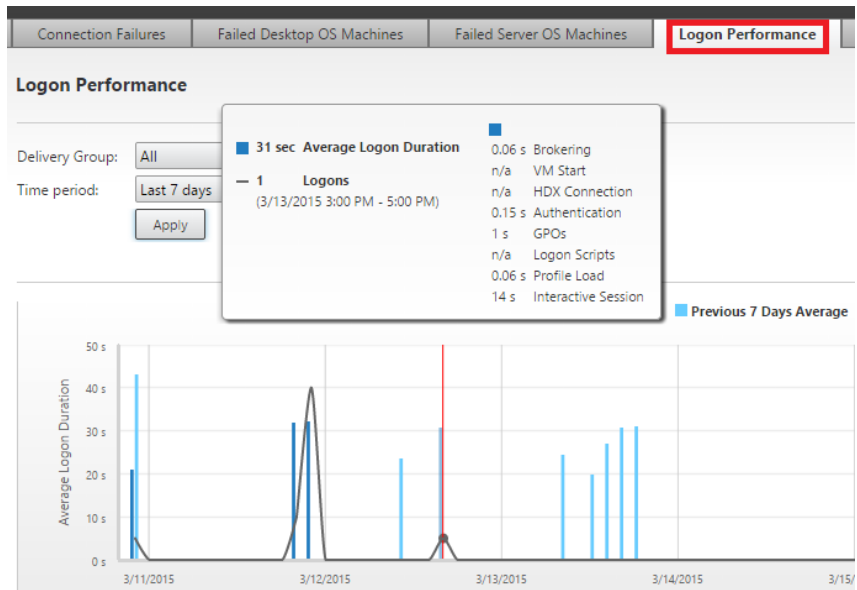 Connection Failures
Failed Desktop OS Machines
Failed Server OS Machines
Logon Performance
Logon Performance
Delivery Group: All
Time period: Last 7 days
Apply
31 sec Average Logon Duration
— 1 Logons
(3/13/2015 3:00 PM - 5:00 PM)
0.06 s Brokering
n/a VM Start
n/a HDX Connection
0.15 s Authentication
1 s GPOs
n/a Logon Scripts
0.06 s Profile Load
14 s Interactive Session
Previous 7 Days Average
Average Logon Duration
50 s
40 s
30 s
20 s
10 s
0 s
3/11/2015
3/12/2015
3/13/2015
3/14/2015
3/15/